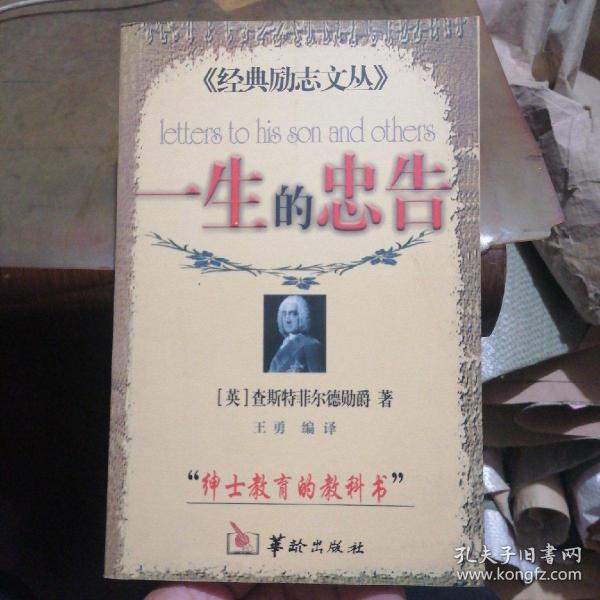 《经典励志文丛》
letters to his son and others
一生的忠告
[英]查斯特菲尔德勋爵 著
王勇 编译
“绅士教育的教科书”
华龄出版社
孔夫子旧书网
www.kongfz.com